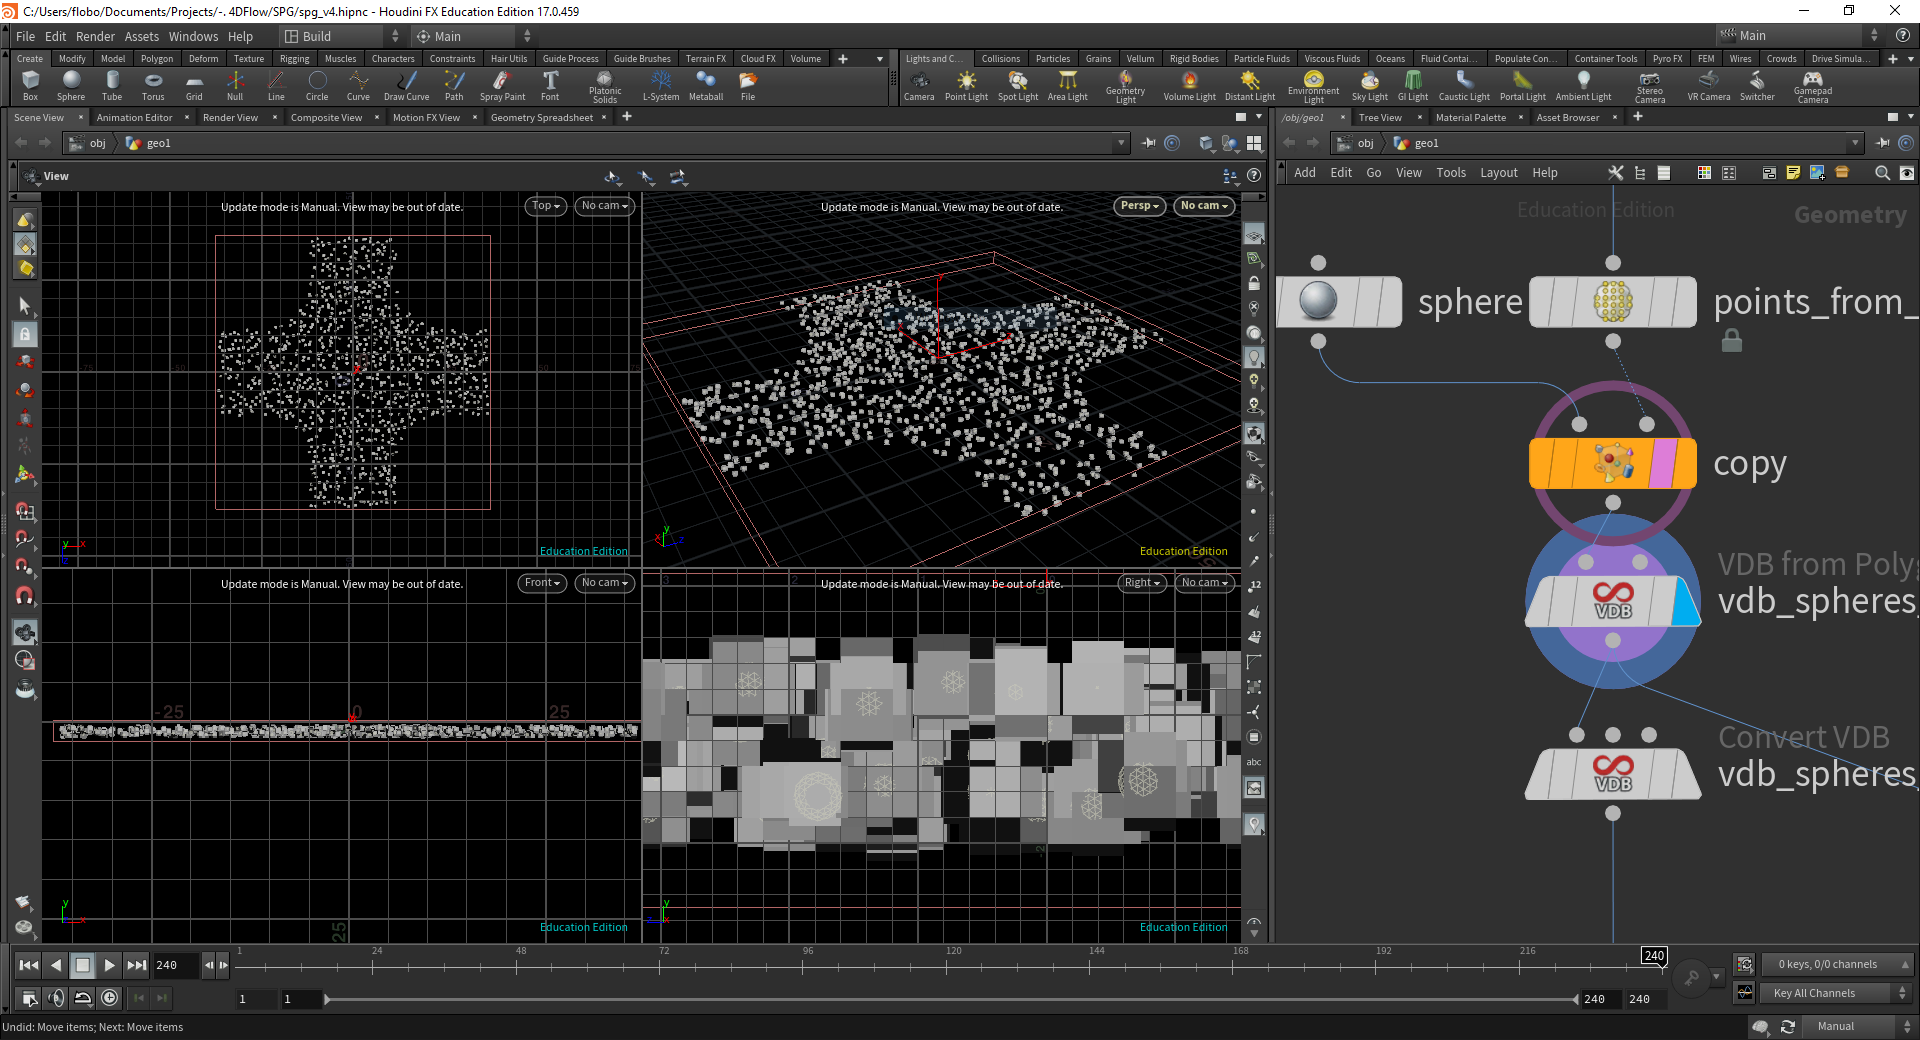 C:/Users/flobo/Documents/Projects/-. 4DFlow/SPG/spg_v4.hipnc - Houdini FX Education Edition 17.0.459
File Edit Render Assets Windows Help Build Main Main
Create Modify Model Polygon Deform Texture Rigging Muscles Characters Constraints Hair Utils Guide Process Guide Brushes Terrain FX Cloud FX Volume
Lights and C... Collisions Particles Grains Vellum Rigid Bodies Particle Fluids Viscous Fluids Oceans Fluid Contai... Populate Con... Container Tools Pyro FX FEM Wires Crowds Drive Simula...
Box Sphere Tube Torus Grid Null Line Circle Curve Draw Curve Path Spray Paint Font Platonic Solids L-System Metaball File
Camera Point Light Spot Light Area Light Geometry Light Volume Light Distant Light Environment Light Sky Light GI Light Caustic Light Portal Light Ambient Light Stereo Camera VR Camera Switcher Gamepad Camera
Scene View Animation Editor Render View Composite View Motion FX View Geometry Spreadsheet
/obj/geo1 Tree View Material Palette Asset Browser
obj geo1
obj geo1
View
Add Edit Go View Tools Layout Help
Update mode is Manual. View may be out of date. Top No cam
Update mode is Manual. View may be out of date. Persp No cam
Education Edition
Geometry
sphere
points_from_
copy
Education Edition
Education Edition
VDB from Poly
VDB
vdb_spheres_
Update mode is Manual. View may be out of date. Front No cam
Update mode is Manual. View may be out of date. Right No cam
-25 0 25
25
Convert VDB
VDB
vdb_spheres
abc
12
12
Education Edition
Education Edition
1 24 48 72 96 120 144 168 192 216 240
240
0 keys, 0/0 channels
1 1 240 240
Key All Channels
Undid: Move items; Next: Move items
Manual